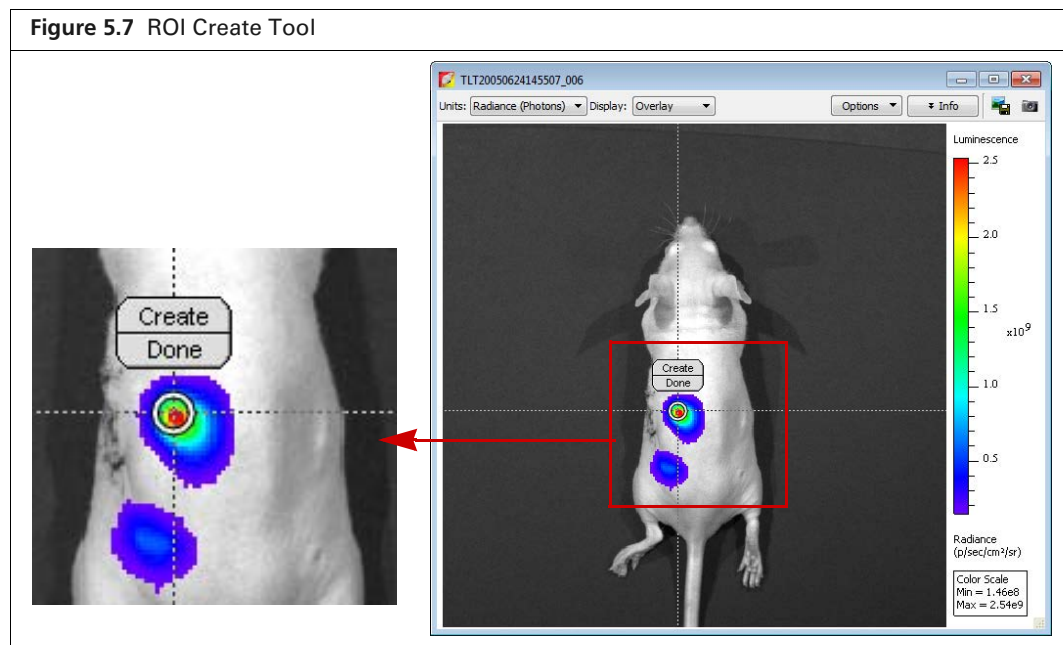 Figure 5.7 ROI Create Tool
TLT20050624145507_006
Units: Radiance (Photons) Display: Overlay Options Info
Luminescence
2.5
2.0
1.5
x10⁹
1.0
0.5
Create
Done
Create
Done
Radiance
(p/sec/cm²/sr)
Color Scale
Min = 1.46e8
Max = 2.54e9